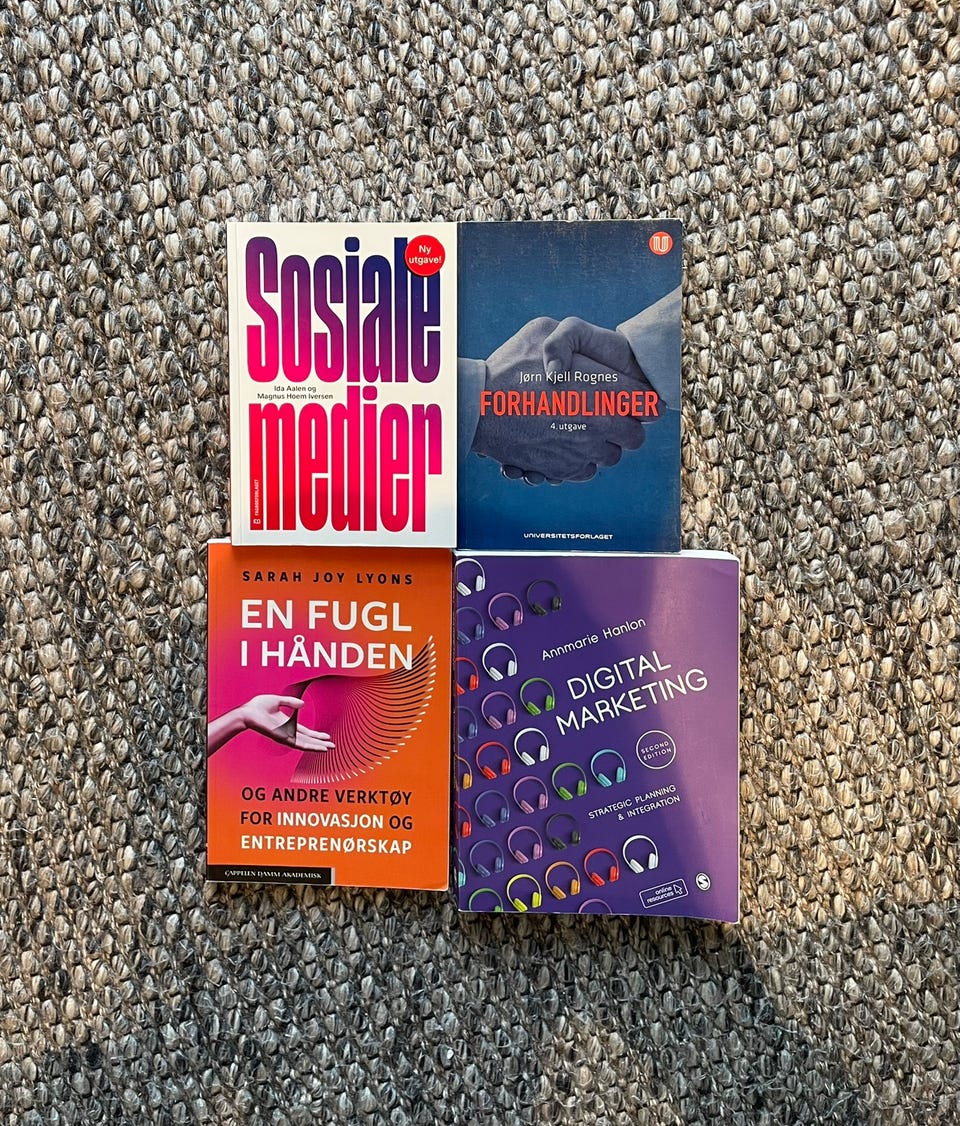 Sosiale
Ny
utgave!
Ida Aalen og
Magnus Hoem Iversen
medier
FAGBOKFORLAGET
U
Jørn Kjell Rognes
FORHANDLINGER
4. utgave
UNIVERSITETSFORLAGET
SARAH JOY LYONS
EN FUGL
I HÅNDEN
OG ANDRE VERKTØY
FOR INNOVASJON OG
ENTREPRENØRSKAP
CAPPELEN DAMM AKADEMISK
Annmarie Hanlon
DIGITAL
MARKETING
SECOND
EDITION
STRATEGIC PLANNING
& INTEGRATION
online
resources
S